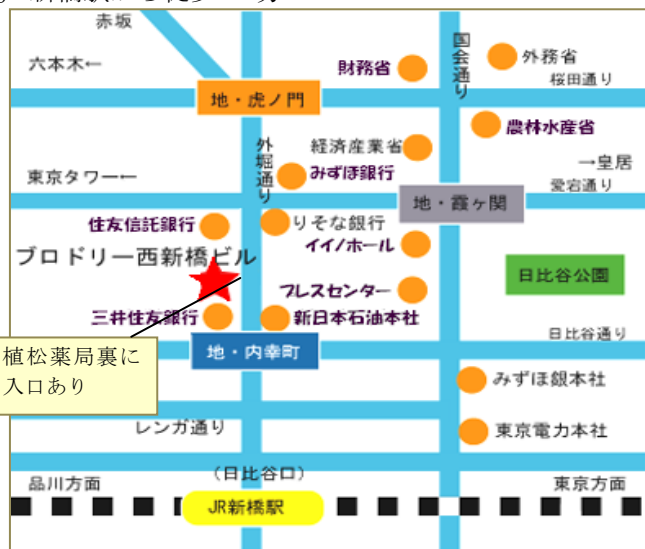 赤坂
国会通り
外務省
六本木←
財務省
桜田通り
地・虎ノ門
農林水産省
外堀通り
経済産業省
みずほ銀行
→皇居
東京タワー←
愛宕通り
地・霞ヶ関
住友信託銀行
りそな銀行
イイノホール
ブロドリー西新橋ビル
日比谷公園
プレスセンター
三井住友銀行
新日本石油本社
日比谷通り
地・内幸町
植松薬局裏に
入口あり
みずほ銀本社
レンガ通り
東京電力本社
(日比谷口)
品川方面
東京方面
JR新橋駅